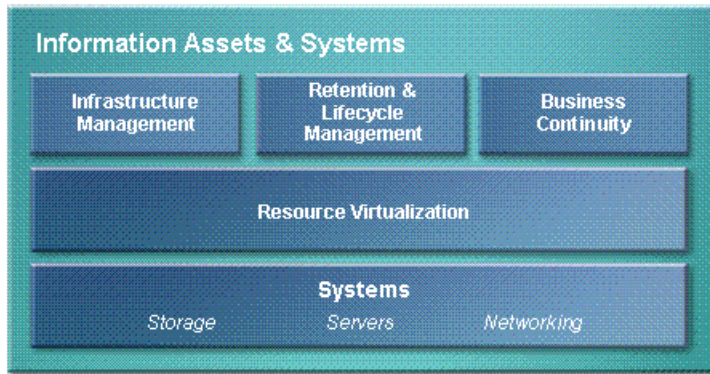 Information Assets & Systems
Infrastructure
Management
Retention &
Lifecycle
Management
Business
Continuity
Resource Virtualization
Systems
Storage Servers Networking